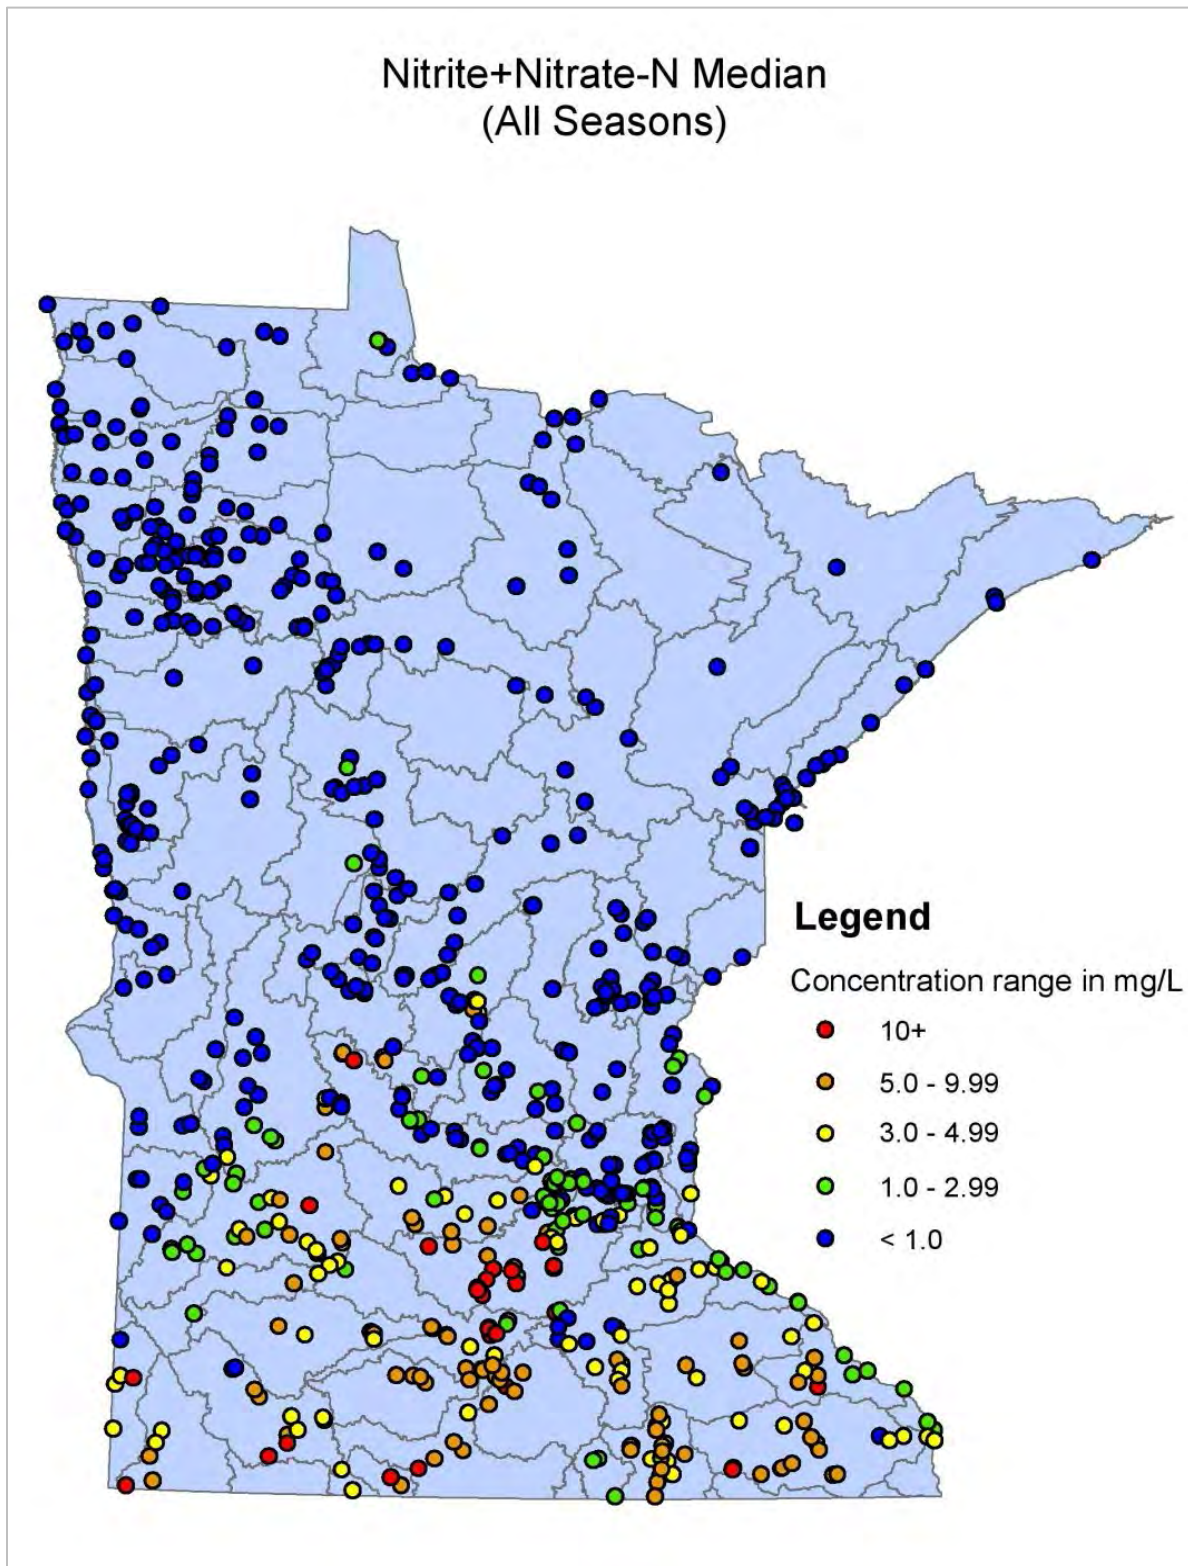 Nitrite+Nitrate-N Median
(All Seasons)
Legend
Concentration range in mg/L
10+
5.0 - 9.99
3.0 - 4.99
1.0 - 2.99
< 1.0